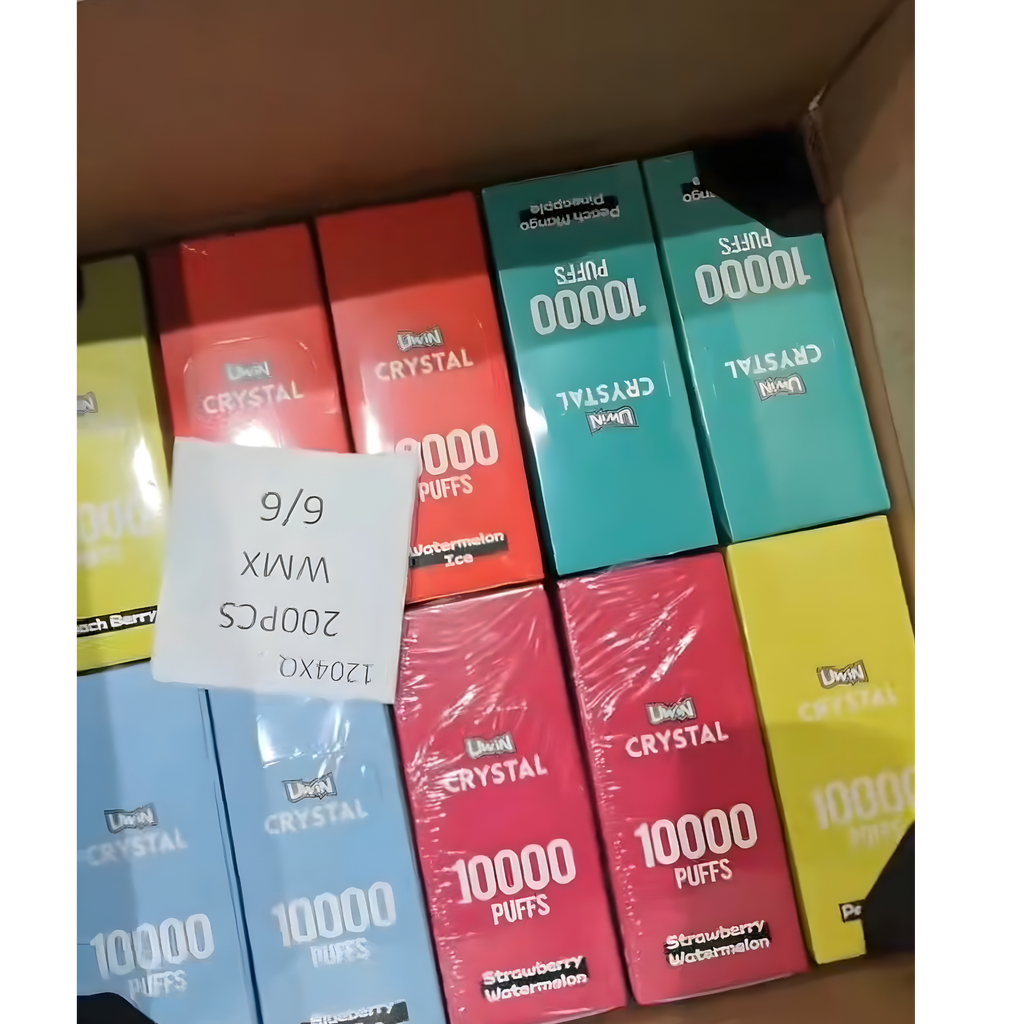 Peach Mango
Pineapple
10000
PUFFS
CRYSTAL
UWiN
10000
PUFFS
CRYSTAL
UWiN
UWiN
CRYSTAL
UWiN
CRYSTAL
PUFFS
Watermelon
Ice
1204XQ
200PCS
WMX
6/6
Berry
UWiN
CRYSTAL
10000
PUFFS
UWiN
CRYSTAL
10000
PUFFS
UWiN
CRYSTAL
10000
PUFFS
Strawberry
Watermelon
UWiN
CRYSTAL
10000
PUFFS
Strawberry
Watermelon
UWiN
CRYSTAL
10000
PUFFS